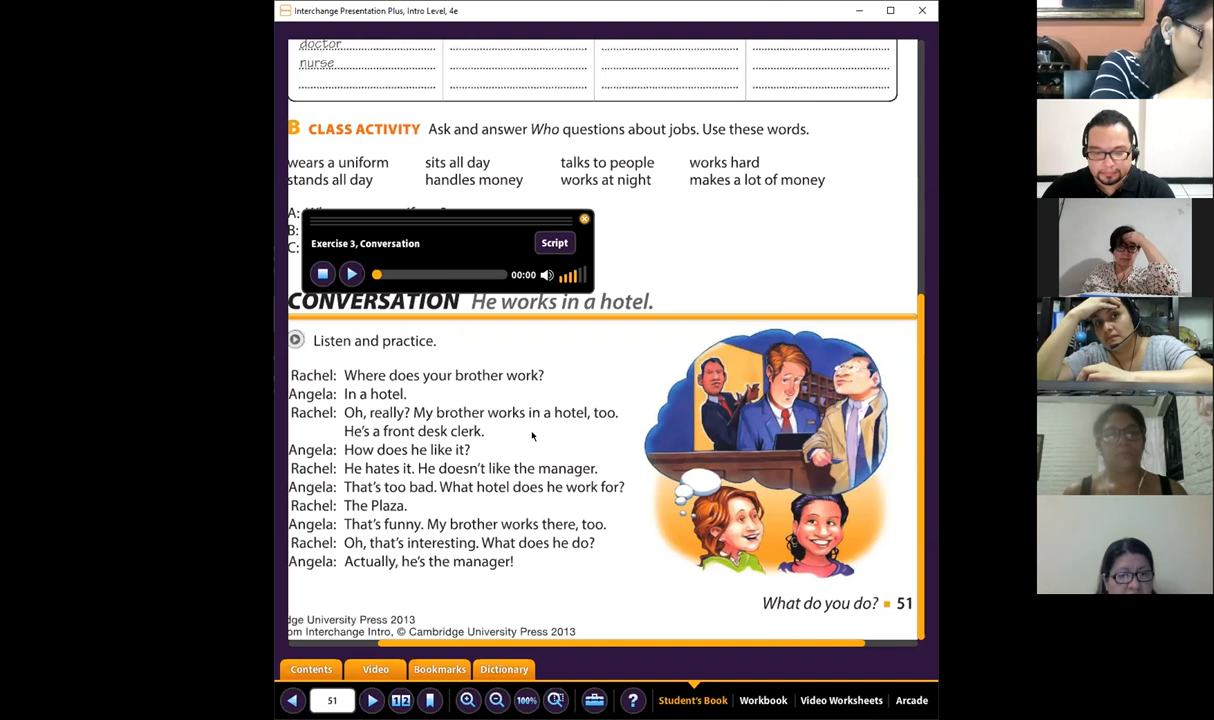 Interchange Presentation Plus, Intro Level, 4e
doctor
nurse
B CLASS ACTIVITY Ask and answer Who questions about jobs. Use these words.
wears a uniform sits all day talks to people works hard
stands all day handles money works at night makes a lot of money
A:
B:
C:
Exercise 3, Conversation Script
00:00
CONVERSATION He works in a hotel.
Listen and practice.
Rachel: Where does your brother work?
Angela: In a hotel.
Rachel: Oh, really? My brother works in a hotel, too.
He's a front desk clerk.
Angela: How does he like it?
Rachel: He hates it. He doesn't like the manager.
Angela: That's too bad. What hotel does he work for?
Rachel: The Plaza.
Angela: That's funny. My brother works there, too.
Rachel: Oh, that's interesting. What does he do?
Angela: Actually, he's the manager!
What do you do? ■ 51
dge University Press 2013
om Interchange Intro, © Cambridge University Press 2013
Contents Video Bookmarks Dictionary
51 12 100% ? Student's Book Workbook Video Worksheets Arcade